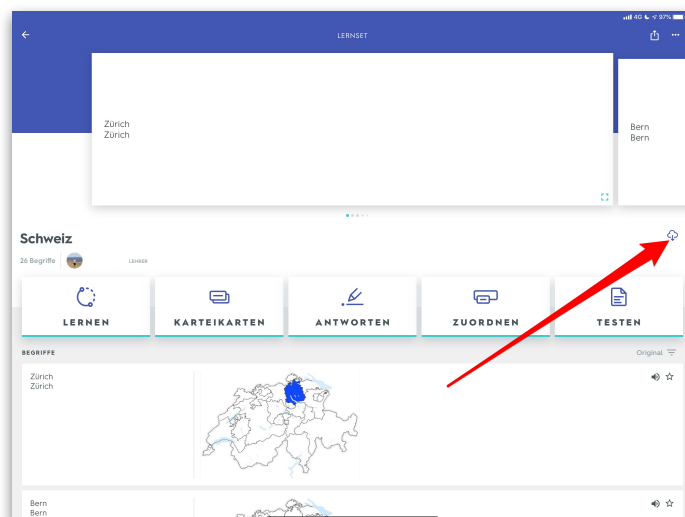 4G 97%
LERNSET
Zürich
Zürich
Bern
Bern
Schweiz
26 Begriffe
LEHRER
LERNEN
KARTEIKARTEN
ANTWORTEN
ZUORDNEN
TESTEN
BEGRIFFE
Original
Zürich
Zürich
Bern
Bern